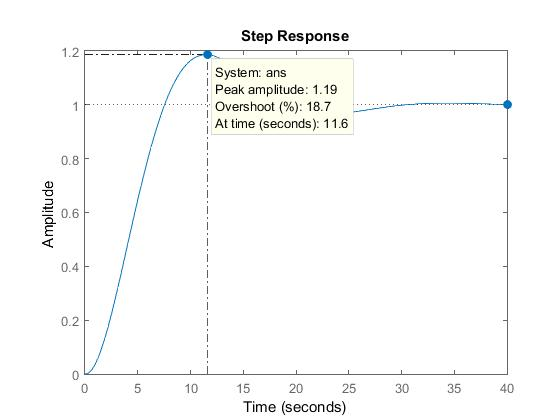 Step Response
1.2
System: ans
Peak amplitude: 1.19
Overshoot (%): 18.7
At time (seconds): 11.6
1
0.8
0.6
0.4
0.2
0
Amplitude
0 5 10 15 20 25 30 35 40
Time (seconds)